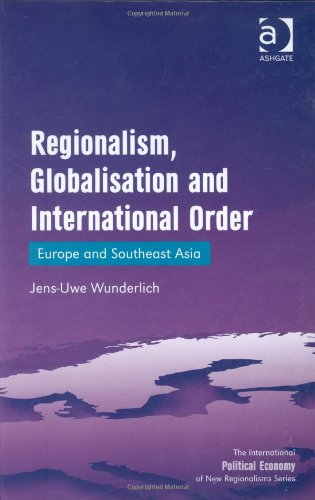 A
ASHGATE
Regionalism,
Globalisation and
International Order
Europe and Southeast Asia
Jens-Uwe Wunderlich
The International
Political Economy
of New Regionalisms Series